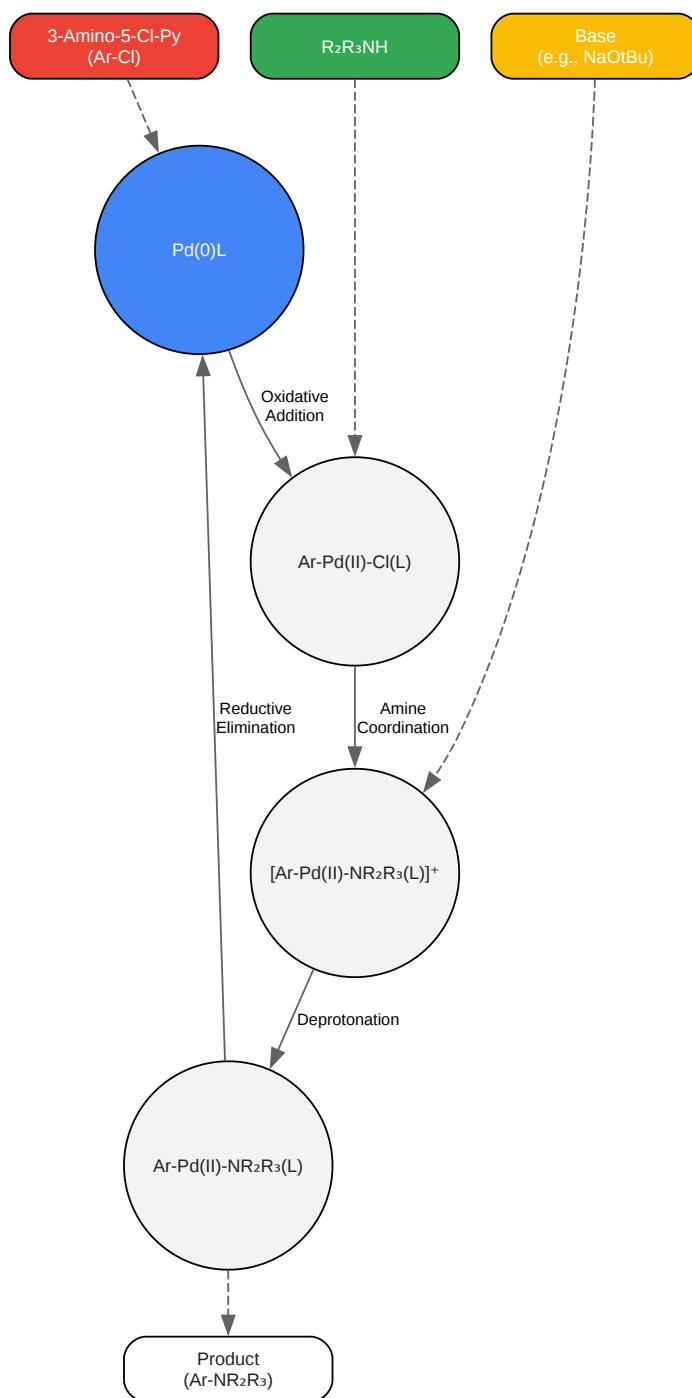 3-Amino-5-Cl-Py
(Ar-Cl)
R₂R₃NH
Base
(e.g., NaOtBu)
Pd(0)L
Oxidative
Addition
Ar-Pd(II)-Cl(L)
Reductive
Elimination
Amine
Coordination
[Ar-Pd(II)-NR₂R₃(L)]⁺
Deprotonation
Ar-Pd(II)-NR₂R₃(L)
Product
(Ar-NR₂R₃)